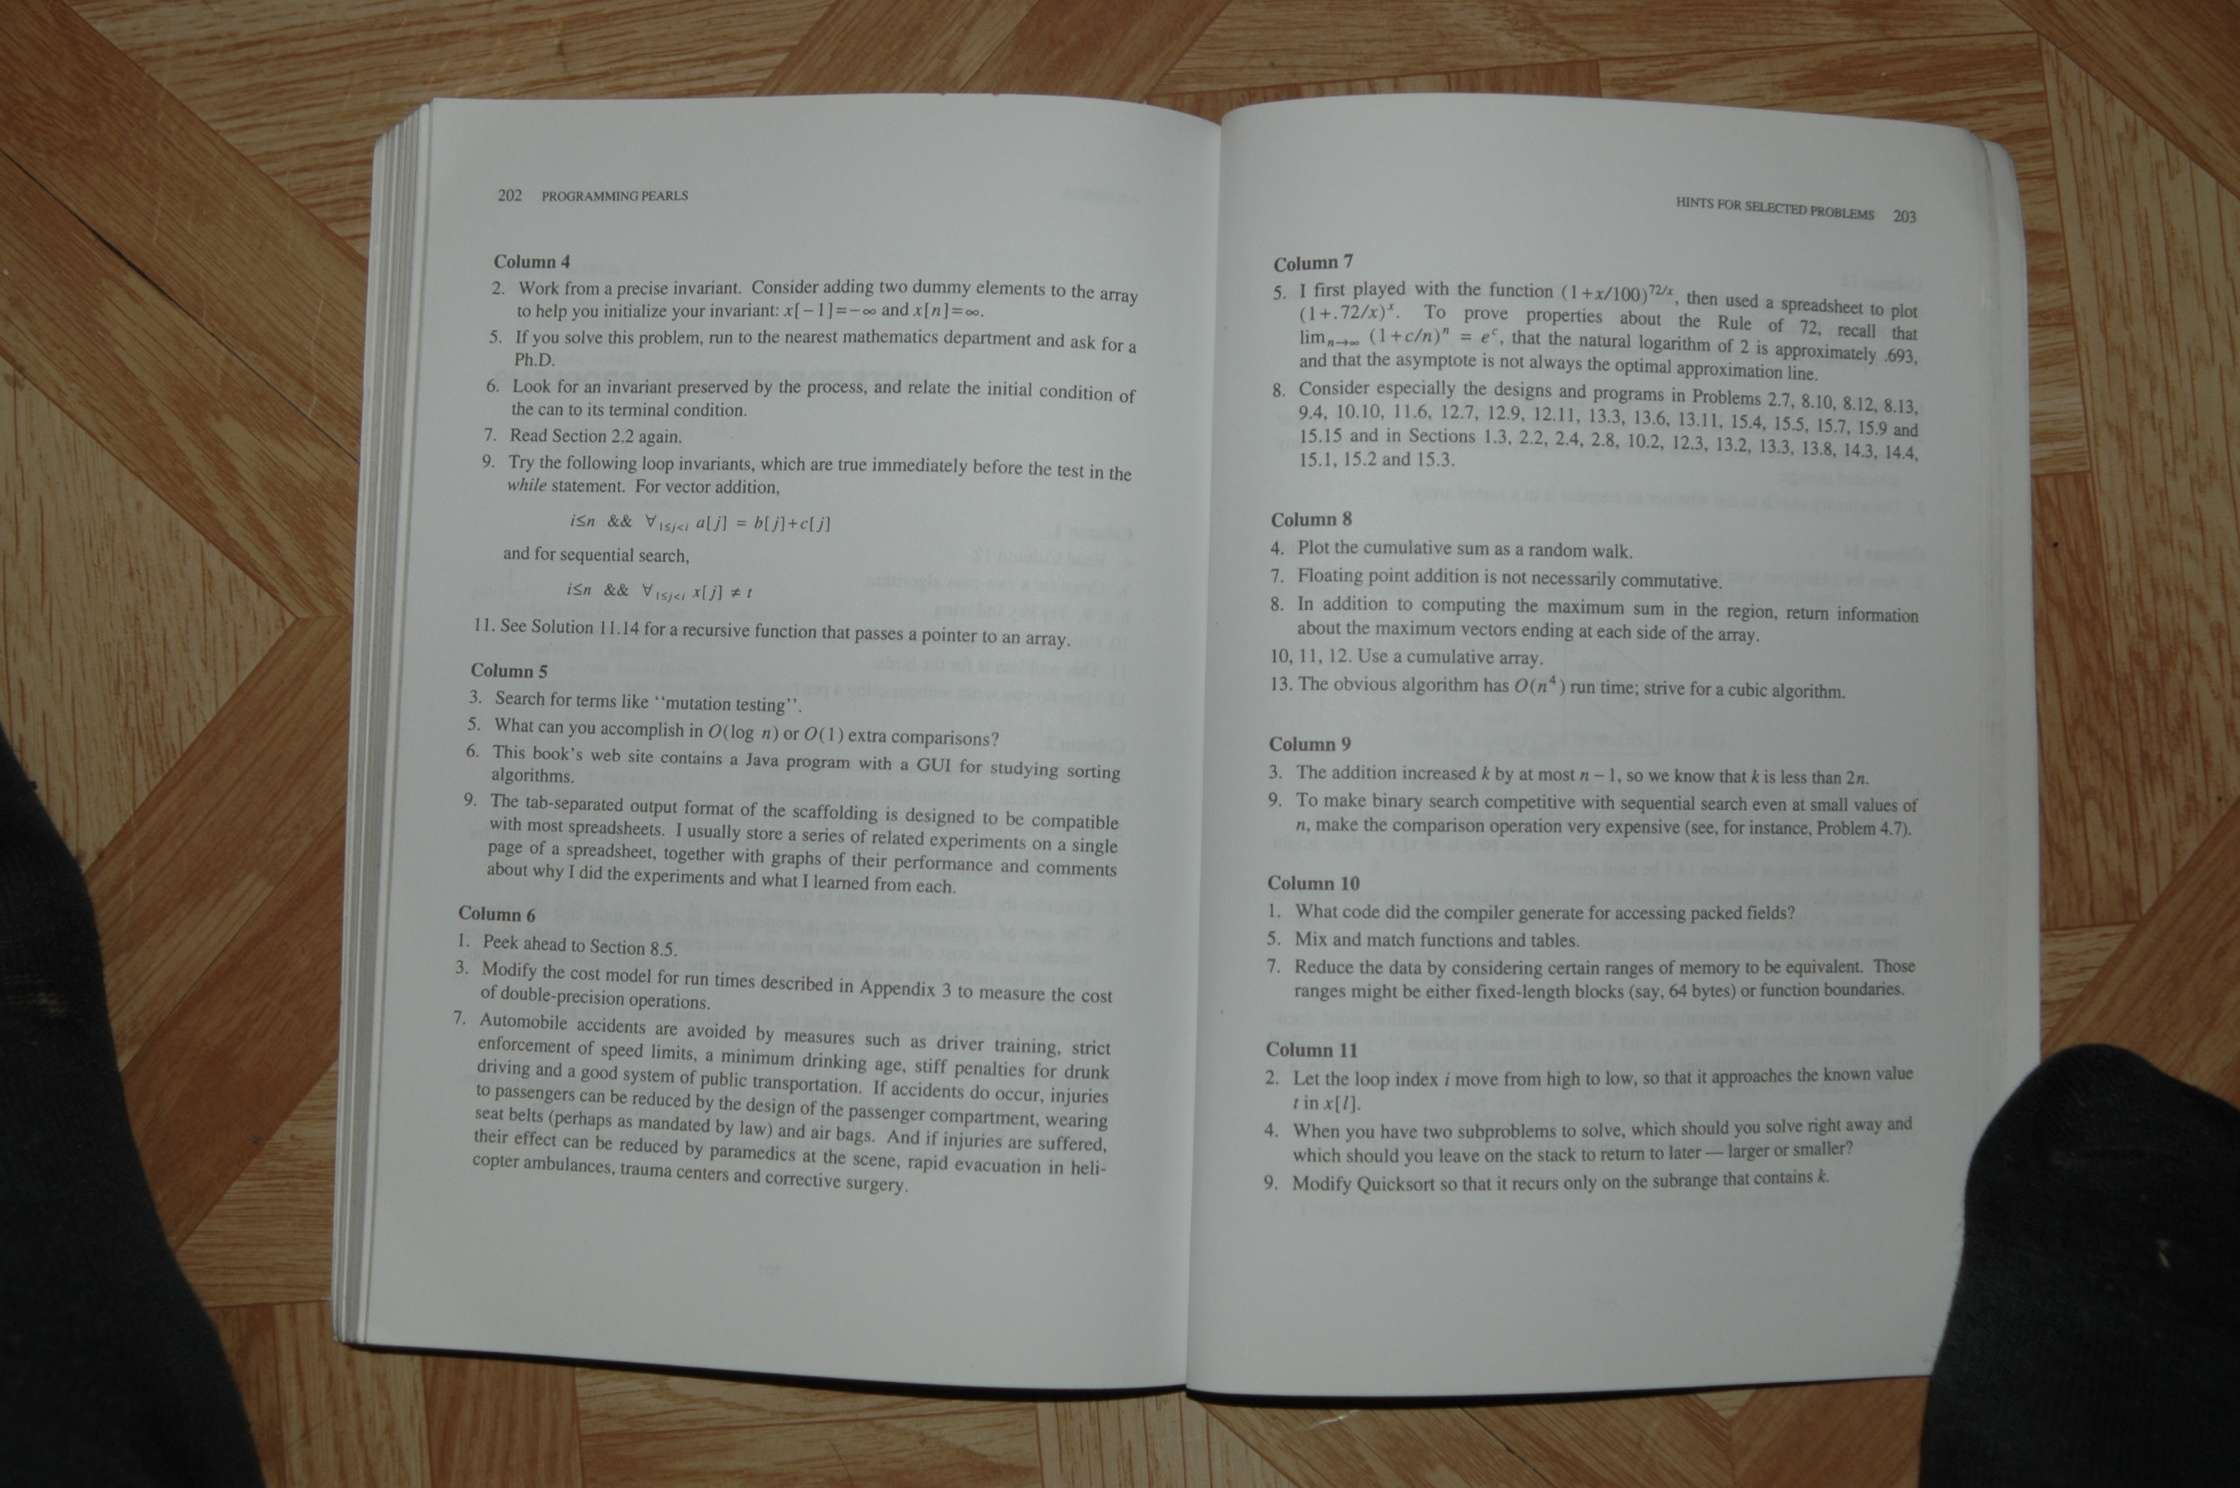 202 PROGRAMMING PEARLS
Column 4
2. Work from a precise invariant. Consider adding two dummy elements to the array
to help you initialize your invariant: x[−1]=−∞ and x[n]=∞.
5. If you solve this problem, run to the nearest mathematics department and ask for a
Ph.D.
6. Look for an invariant preserved by the process, and relate the initial condition of
the can to its terminal condition.
7. Read Section 2.2 again.
9. Try the following loop invariants, which are true immediately before the test in the
while statement. For vector addition,
i≤n && ∀1≤j<i a[j] = b[j]+c[j]
and for sequential search,
i≤n && ∀1≤j<i x[j] ≠ t
11. See Solution 11.14 for a recursive function that passes a pointer to an array.
Column 5
3. Search for terms like ‘‘mutation testing’’.
5. What can you accomplish in O(log n) or O(1) extra comparisons?
6. This book’s web site contains a Java program with a GUI for studying sorting
algorithms.
9. The tab-separated output format of the scaffolding is designed to be compatible
with most spreadsheets. I usually store a series of related experiments on a single
page of a spreadsheet, together with graphs of their performance and comments
about why I did the experiments and what I learned from each.
Column 6
1. Peek ahead to Section 8.5.
3. Modify the cost model for run times described in Appendix 3 to measure the cost
of double-precision operations.
7. Automobile accidents are avoided by measures such as driver training, strict
enforcement of speed limits, a minimum drinking age, stiff penalties for drunk
driving and a good system of public transportation. If accidents do occur, injuries
to passengers can be reduced by the design of the passenger compartment, wearing
seat belts (perhaps as mandated by law) and air bags. And if injuries are suffered,
their effect can be reduced by paramedics at the scene, rapid evacuation in heli-
copter ambulances, trauma centers and corrective surgery.
HINTS FOR SELECTED PROBLEMS 203
Column 7
5. I first played with the function (1+x/100)^72/x, then used a spreadsheet to plot
(1+.72/x)^x. To prove properties about the Rule of 72, recall that
lim n→∞ (1+c/n)^n = e^c, that the natural logarithm of 2 is approximately .693,
and that the asymptote is not always the optimal approximation line.
8. Consider especially the designs and programs in Problems 2.7, 8.10, 8.12, 8.13,
9.4, 10.10, 11.6, 12.7, 12.9, 12.11, 13.3, 13.6, 13.11, 15.4, 15.5, 15.7, 15.9 and
15.15 and in Sections 1.3, 2.2, 2.4, 2.8, 10.2, 12.3, 13.2, 13.3, 13.8, 14.3, 14.4,
15.1, 15.2 and 15.3.
Column 8
4. Plot the cumulative sum as a random walk.
7. Floating point addition is not necessarily commutative.
8. In addition to computing the maximum sum in the region, return information
about the maximum vectors ending at each side of the array.
10, 11, 12. Use a cumulative array.
13. The obvious algorithm has O(n^4) run time; strive for a cubic algorithm.
Column 9
3. The addition increased k by at most n−1, so we know that k is less than 2n.
9. To make binary search competitive with sequential search even at small values of
n, make the comparison operation very expensive (see, for instance, Problem 4.7).
Column 10
1. What code did the compiler generate for accessing packed fields?
5. Mix and match functions and tables.
7. Reduce the data by considering certain ranges of memory to be equivalent. Those
ranges might be either fixed-length blocks (say, 64 bytes) or function boundaries.
Column 11
2. Let the loop index i move from high to low, so that it approaches the known value
t in x[l].
4. When you have two subproblems to solve, which should you solve right away and
which should you leave on the stack to return to later — larger or smaller?
9. Modify Quicksort so that it recurs only on the subrange that contains k.